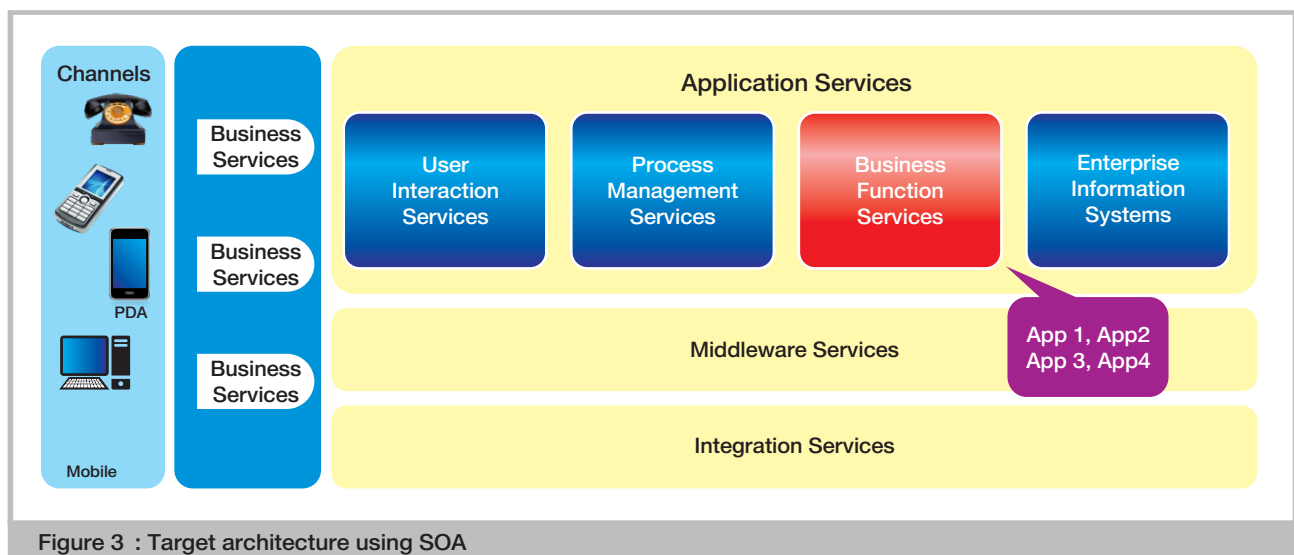 Channels
PDA
Mobile
Business
Services
Business
Services
Business
Services
Application Services
User
Interaction
Services
Process
Management
Services
Business
Function
Services
Enterprise
Information
Systems
App 1, App2
App 3, App4
Middleware Services
Integration Services
Figure 3 : Target architecture using SOA